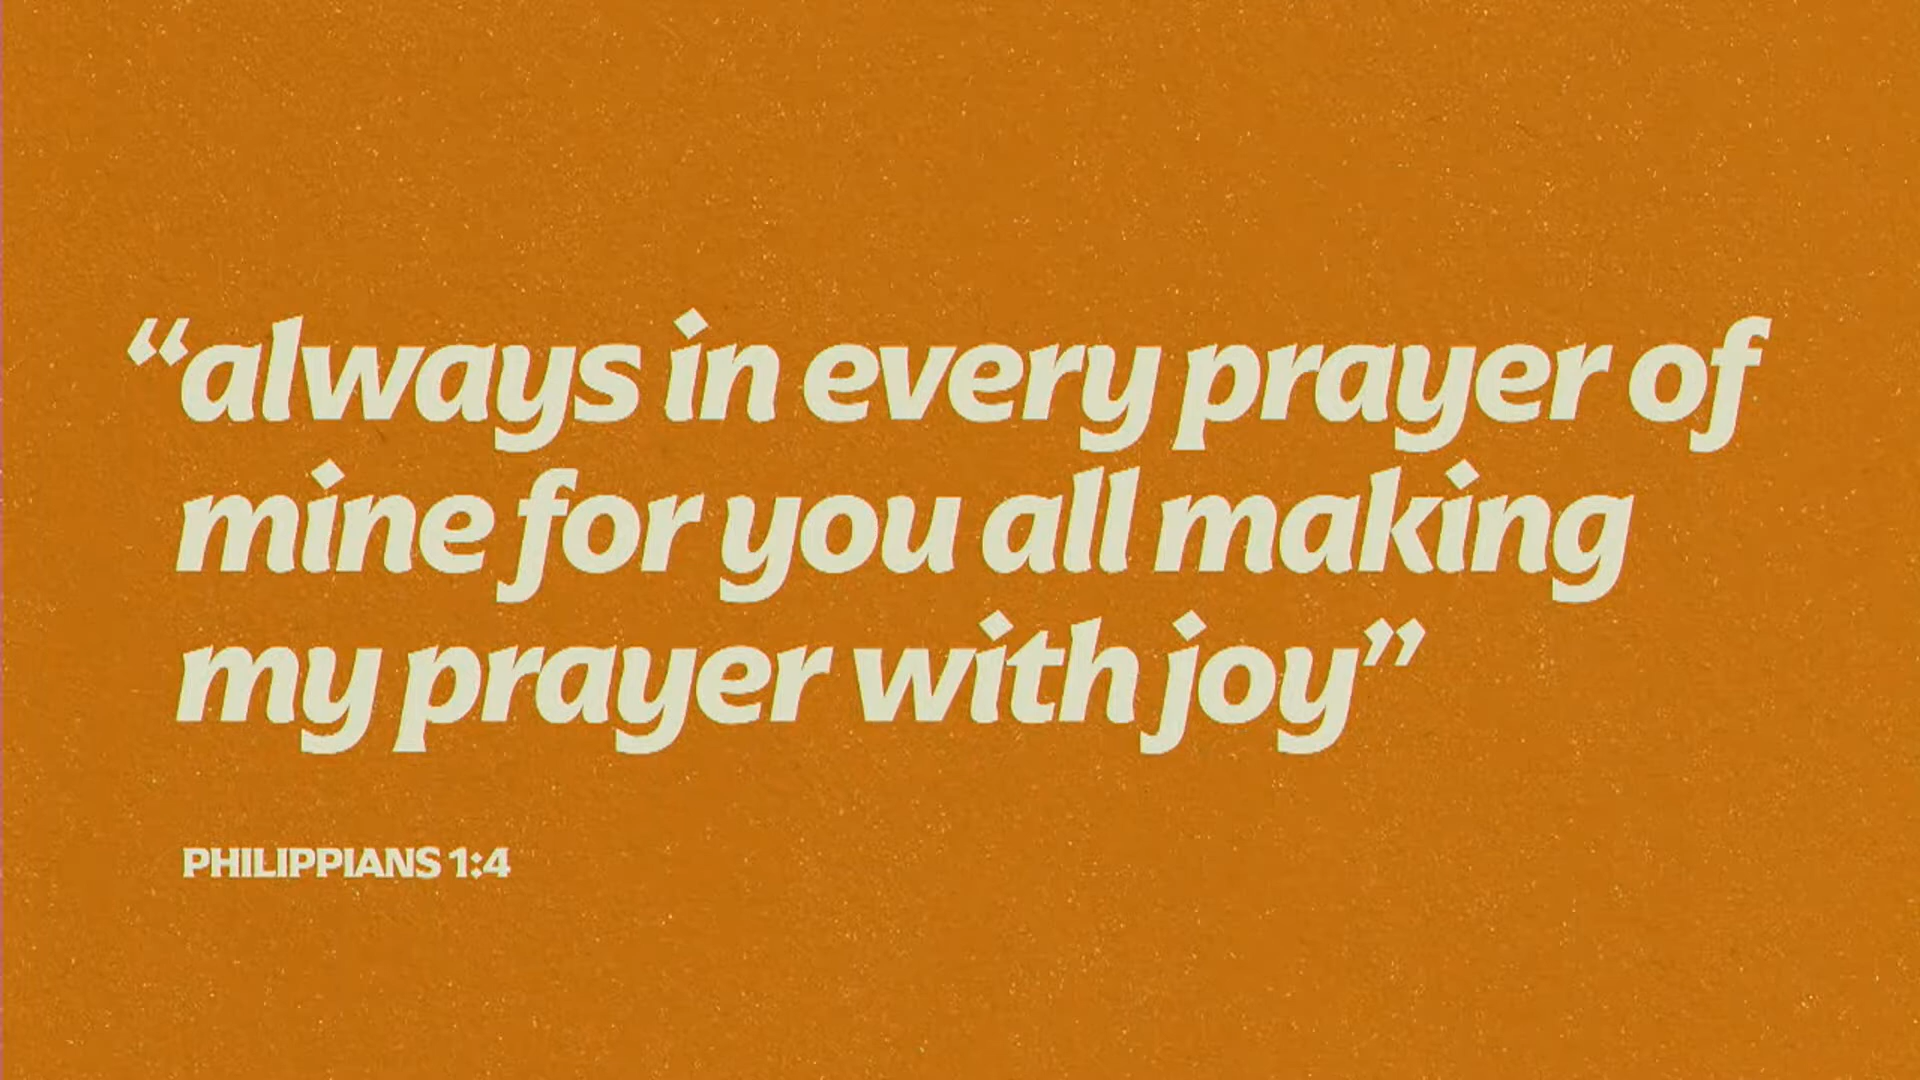 “always in every prayer of
mine for you all making
my prayer with joy”
PHILIPPIANS 1:4